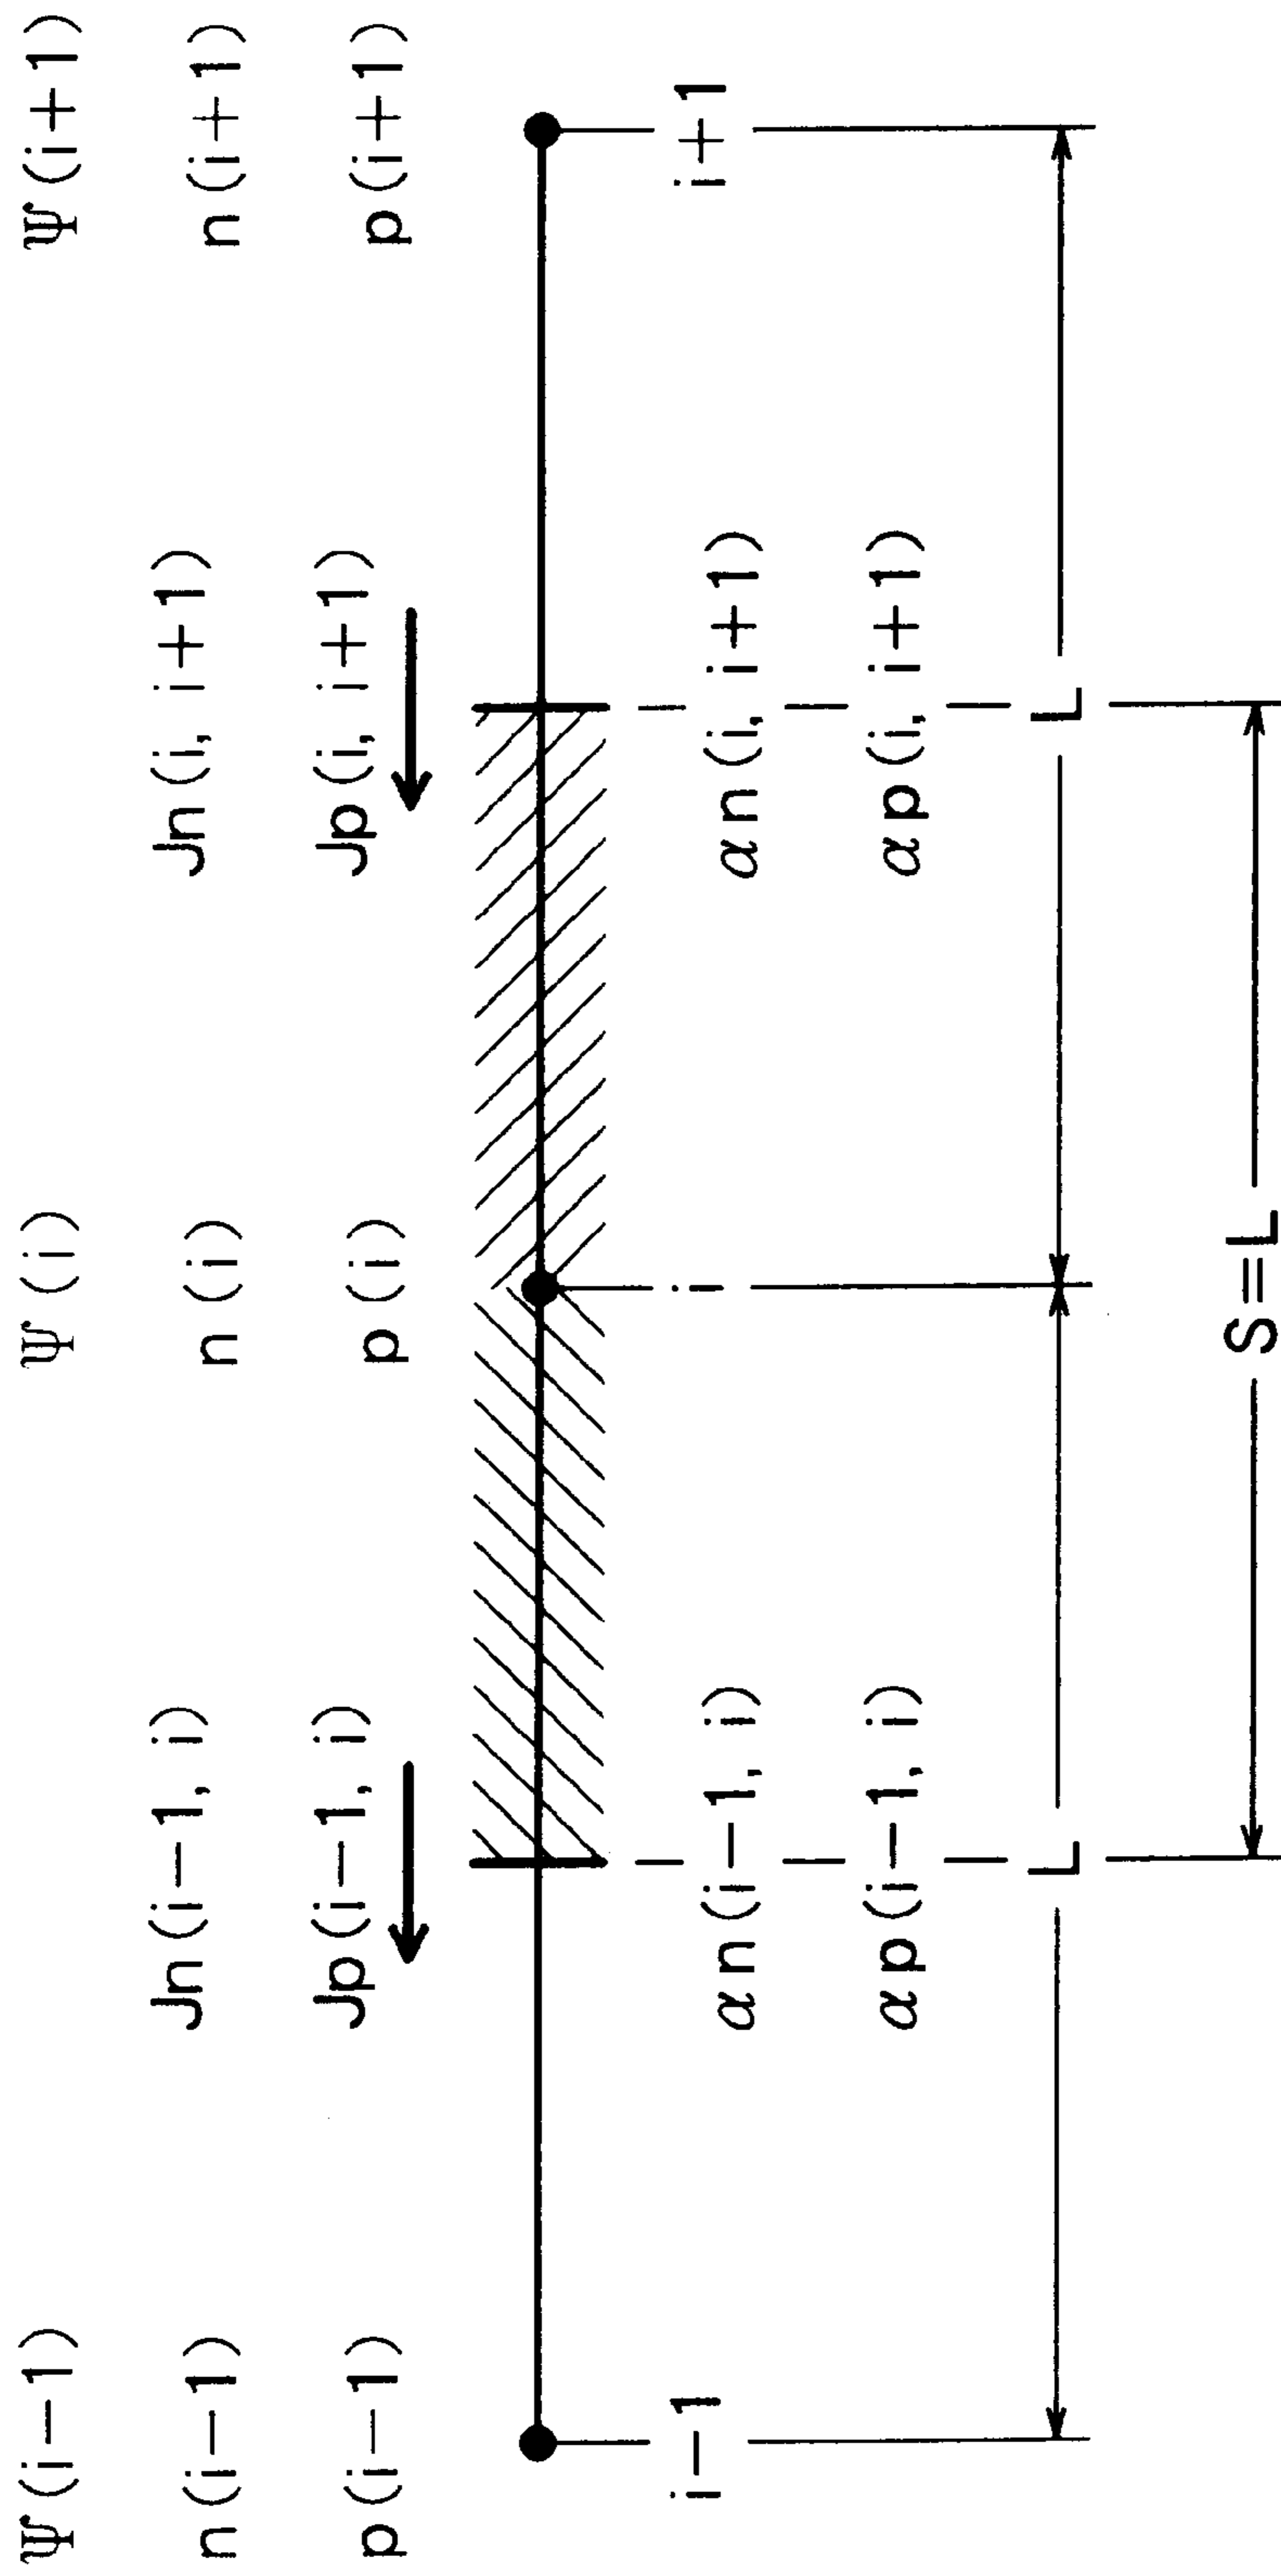 Ψ(i−1) Ψ(i) Ψ(i+1)
Jn(i−1, i) Jn(i, i+1)
n(i−1) n(i) n(i+1)
Jp(i−1, i) Jp(i, i+1)
p(i−1) p(i) p(i+1)
i−1 i i+1
αn(i−1, i) αn(i, i+1)
αp(i−1, i) αp(i, i+1)
L L
S=L